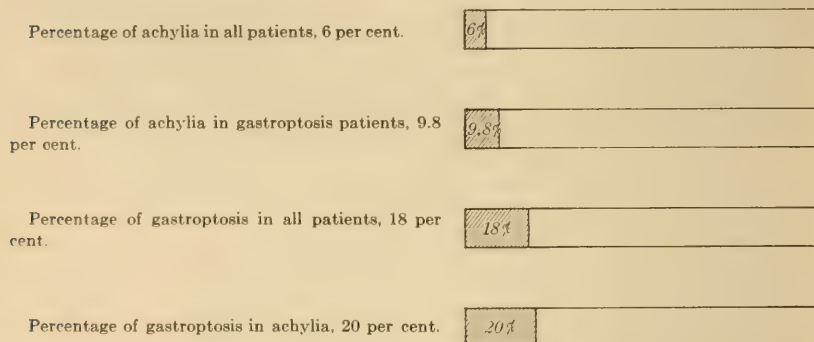 Percentage of achylia in all patients, 6 per cent.
6%
Percentage of achylia in gastroptosis patients, 9.8
per cent.
9.8%
Percentage of gastroptosis in all patients, 18 per
cent.
18%
Percentage of gastroptosis in achylia, 20 per cent.
20%